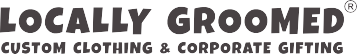 LOCALLY GROOMED®
CUSTOM CLOTHING & CORPORATE GIFTING